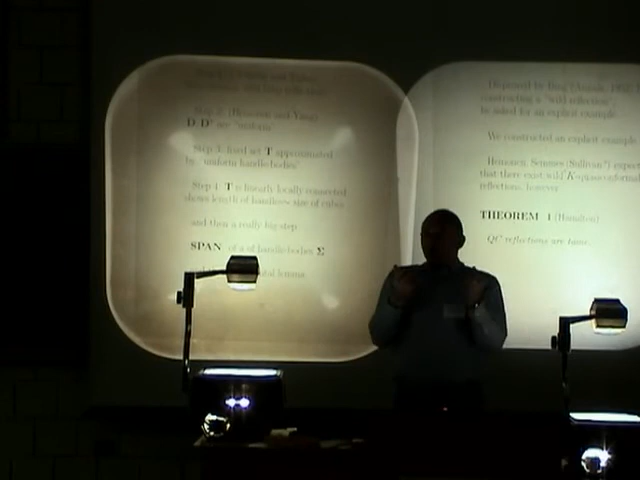 Step 2: (Heinonen and Yang)
D D' are "uniform"
Step 3: fixed set T approximated
by "uniform handlebodies"
Step 4: T is linearly locally connected
shows length of handles ≈ size of cubes
and then a really big step
SPAN of a of handlebodies Σ
lemma
Disproved by Bing
constructing a "wild reflection"
he asked for an explicit example
We constructed an explicit example
Heinonen, Semmes (Sullivan?) expected
that there exist wild K-quasiconformal
reflections, however
THEOREM 1 (Hamilton)
QC reflections are tame.